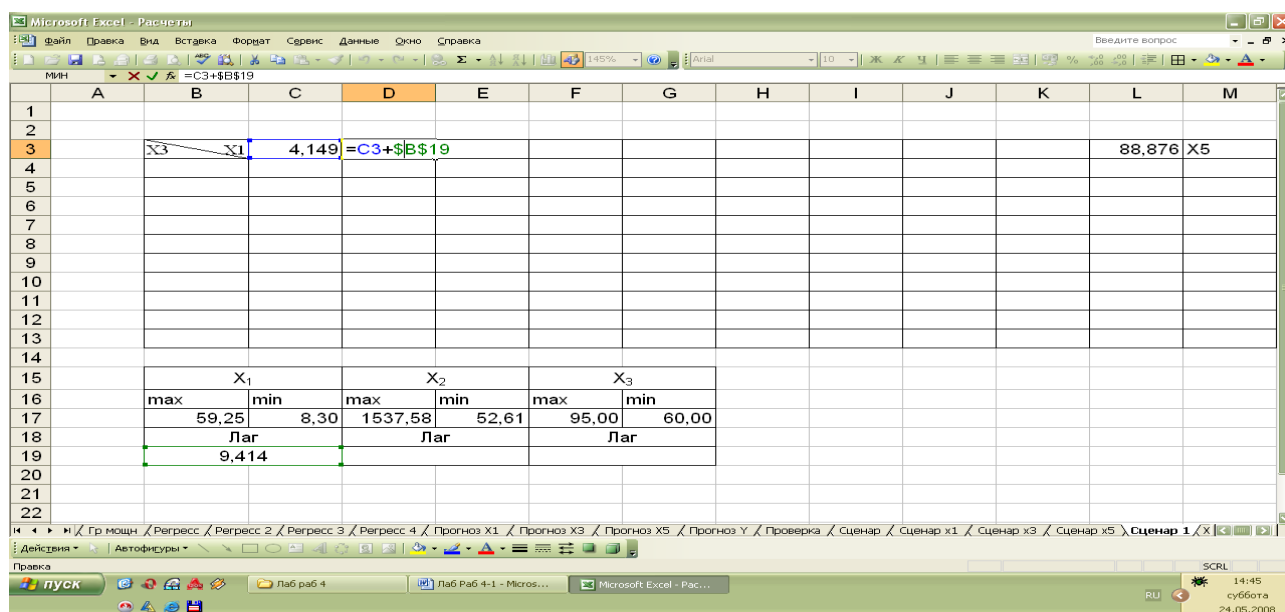 Microsoft Excel - Расчеты
Файл Правка Вид Вставка Формат Сервис Данные Окно Справка Введите вопрос
145% Arial 10 Ж К Ч
МИН =C3+$B$19
A B C D E F G H I J K L M
1
2
3 X3 X1 4,149 =C3+$B$19 88,876 X5
4
5
6
7
8
9
10
11
12
13
14
15 X₁ X₂ X₃
16 max min max min max min
17 59,25 8,30 1537,58 52,61 95,00 60,00
18 Лаг Лаг Лаг
19 9,414
20
21
22
Гр мощн / Регресс / Регресс 2 / Регресс 3 / Регресс 4 / Прогноз X1 / Прогноз X3 / Прогноз X5 / Прогноз Y / Проверка / Сценар / Сценар x1 / Сценар x3 / Сценар x5 \ Сценар 1 / X
Действия Автофигуры
Правка SCRL
пуск Лаб раб 4 Лаб Раб 4-1 - Micros... Microsoft Excel - Рас... RU 14:45
суббота
24.05.2008